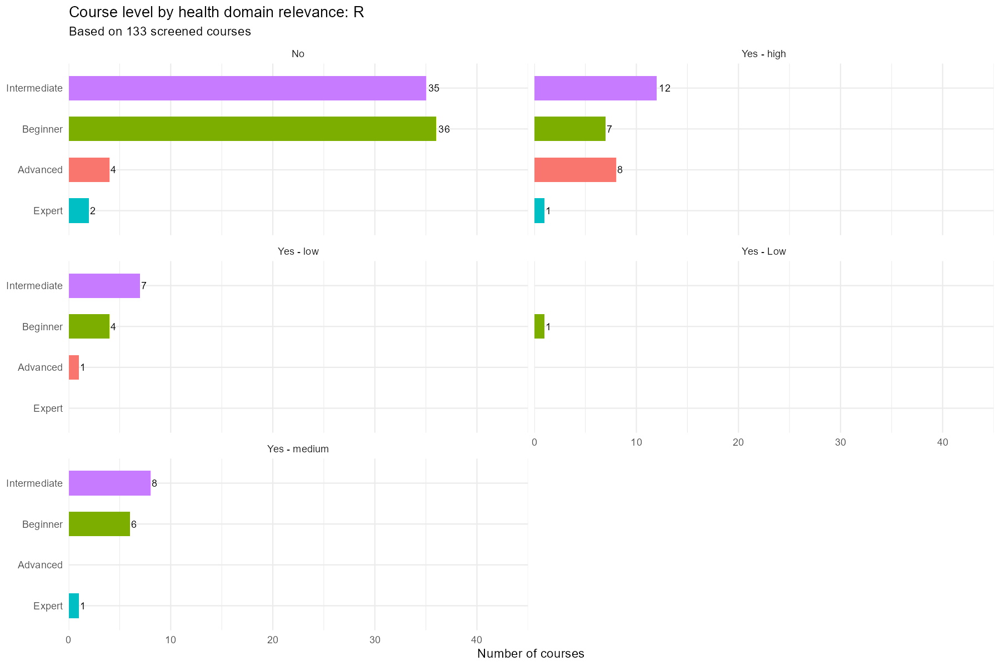 Course level by health domain relevance: R
Based on 133 screened courses
No
Intermediate 35
Beginner 36
Advanced 4
Expert 2
Yes - high
12
7
8
1
Yes - low
Intermediate 7
Beginner 4
Advanced 1
Expert
Yes - Low
1
0 10 20 30 40
Yes - medium
Intermediate 8
Beginner 6
Advanced
Expert 1
0 10 20 30 40
Number of courses